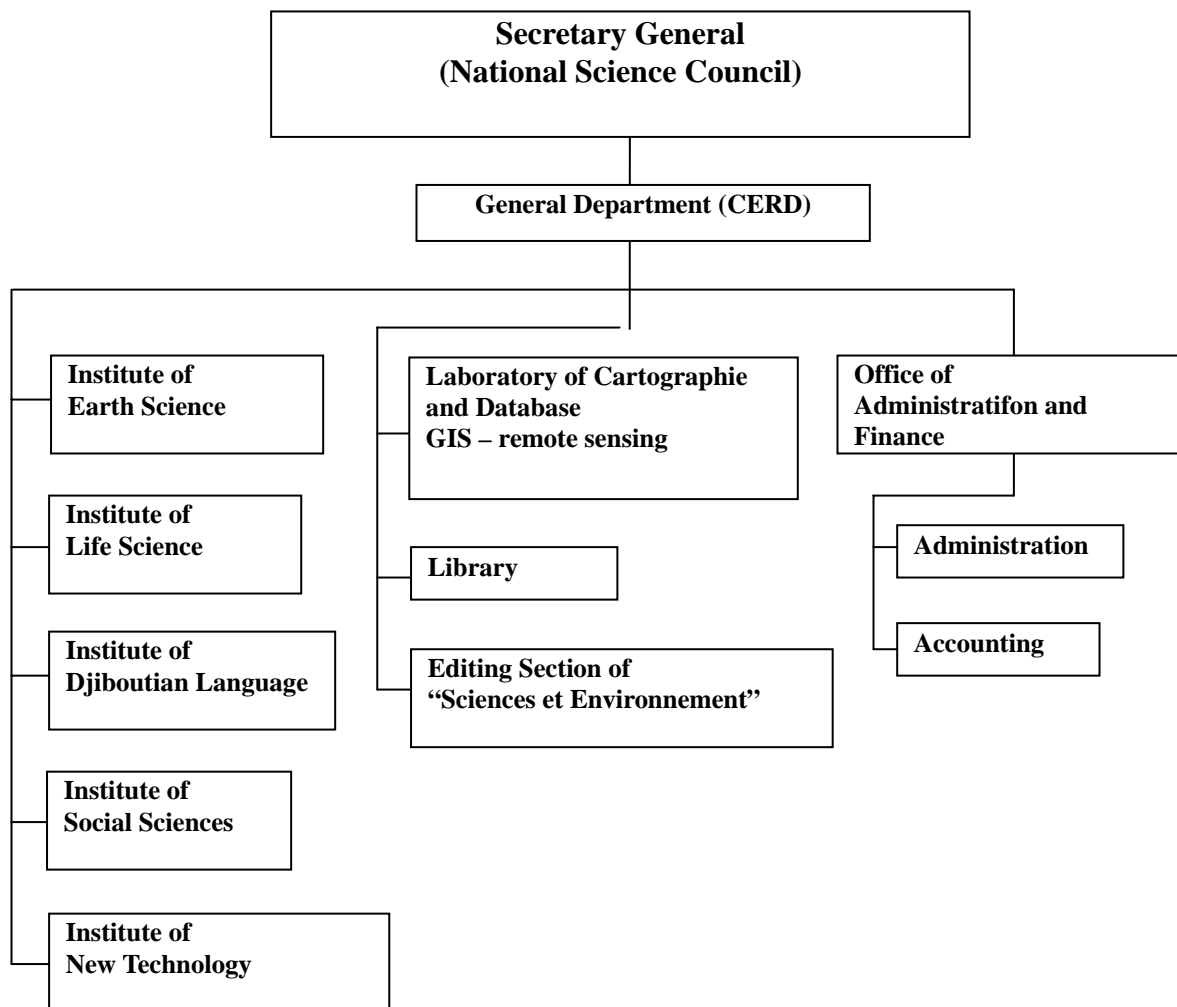 Secretary General
(National Science Council)
General Department (CERD)
Institute of
Earth Science
Institute of
Life Science
Institute of
Djiboutian Language
Institute of
Social Sciences
Institute of
New Technology
Laboratory of Cartographie
and Database
GIS – remote sensing
Library
Editing Section of
“Sciences et Environnement”
Office of
Administratifon and
Finance
Administration
Accounting